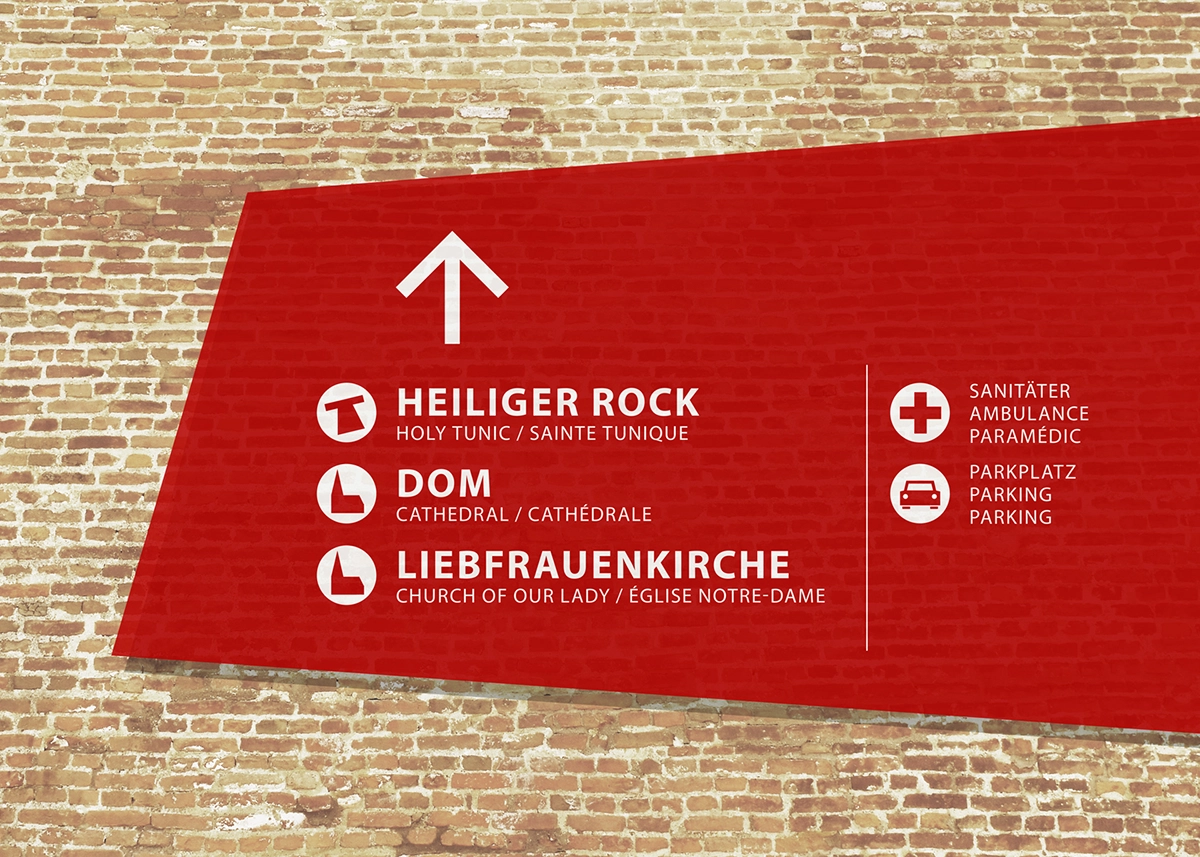 HEILIGER ROCK
HOLY TUNIC / SAINTE TUNIQUE
DOM
CATHEDRAL / CATHÉDRALE
LIEBFRAUENKIRCHE
CHURCH OF OUR LADY / ÉGLISE NOTRE-DAME
SANITÄTER
AMBULANCE
PARAMÉDIC
PARKPLATZ
PARKING
PARKING